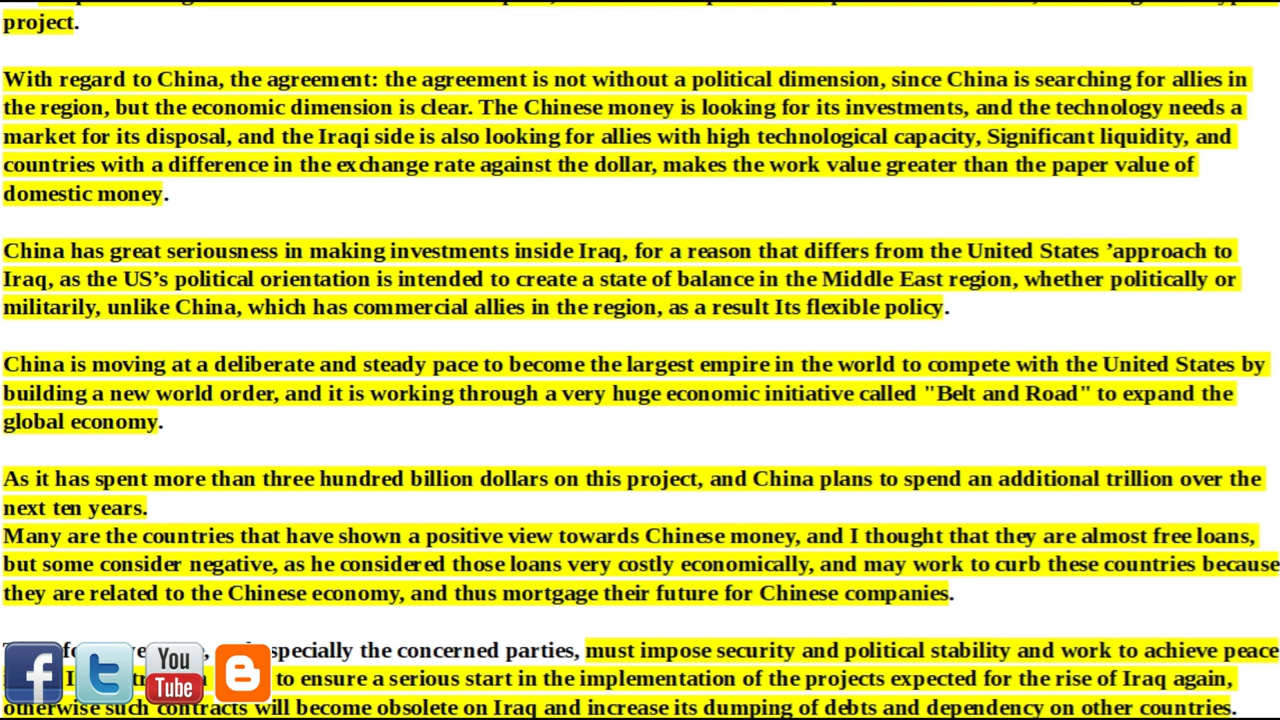 project.
With regard to China, the agreement: the agreement is not without a political dimension, since China is searching for allies in
the region, but the economic dimension is clear. The Chinese money is looking for its investments, and the technology needs a
market for its disposal, and the Iraqi side is also looking for allies with high technological capacity, Significant liquidity, and
countries with a difference in the exchange rate against the dollar, makes the work value greater than the paper value of
domestic money.
China has great seriousness in making investments inside Iraq, for a reason that differs from the United States ’approach to
Iraq, as the US’s political orientation is intended to create a state of balance in the Middle East region, whether politically or
militarily, unlike China, which has commercial allies in the region, as a result Its flexible policy.
China is moving at a deliberate and steady pace to become the largest empire in the world to compete with the United States by
building a new world order, and it is working through a very huge economic initiative called "Belt and Road" to expand the
global economy.
As it has spent more than three hundred billion dollars on this project, and China plans to spend an additional trillion over the
next ten years.
Many are the countries that have shown a positive view towards Chinese money, and I thought that they are almost free loans,
but some consider negative, as he considered those loans very costly economically, and may work to curb these countries because
they are related to the Chinese economy, and thus mortgage their future for Chinese companies.
especially the concerned parties, must impose security and political stability and work to achieve peace
to ensure a serious start in the implementation of the projects expected for the rise of Iraq again,
otherwise such contracts will become obsolete on Iraq and increase its dumping of debts and dependency on other countries.
You
Tube